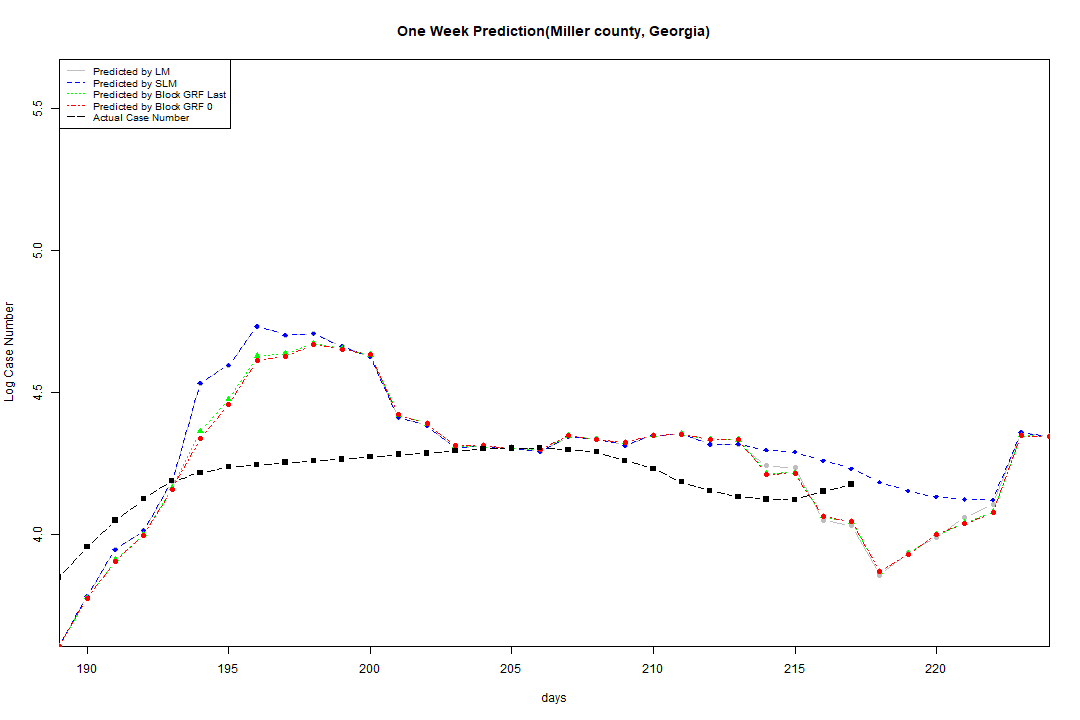 One Week Prediction(Miller county, Georgia)
Predicted by LM
Predicted by SLM
Predicted by Block GRF Last
Predicted by Block GRF 0
Actual Case Number
5.5
5.0
4.5
4.0
Log Case Number
190 195 200 205 210 215 220
days